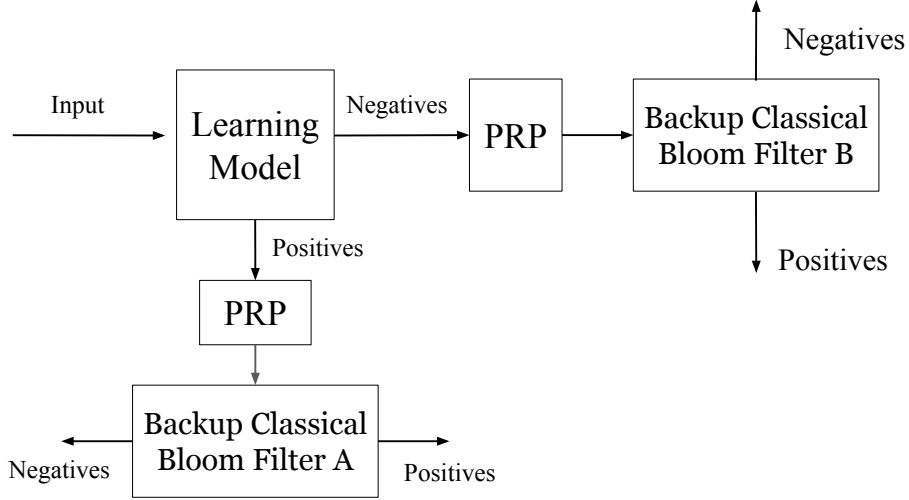 Input
Learning
Model
Negatives
PRP
Backup Classical
Bloom Filter B
Negatives
Positives
Positives
PRP
Backup Classical
Bloom Filter A
Negatives
Positives